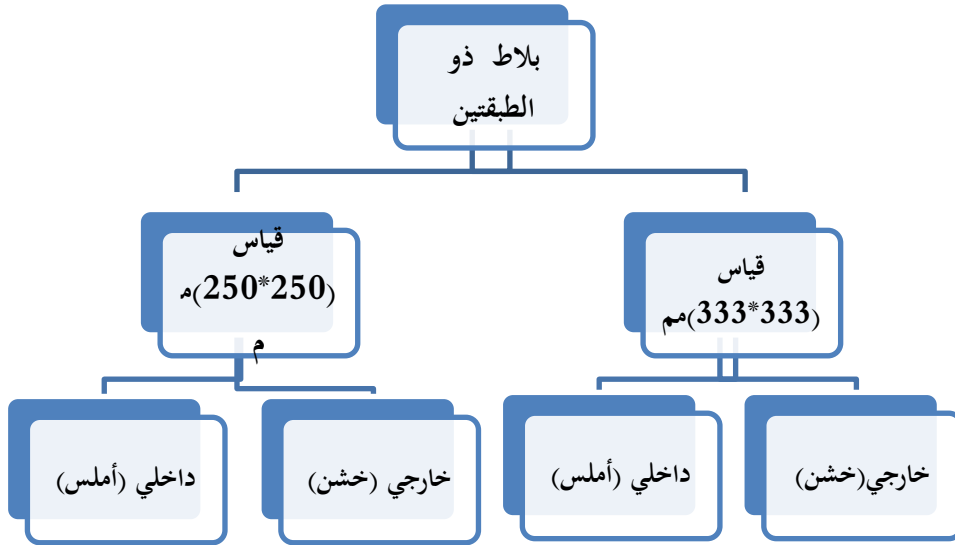 بلاط ذو
الطبقتين
قياس
(333*333)مم
قياس
(250*250)م
م
خارجي(خشن)
داخلي (أملس)
خارجي (خشن)
داخلي (أملس)